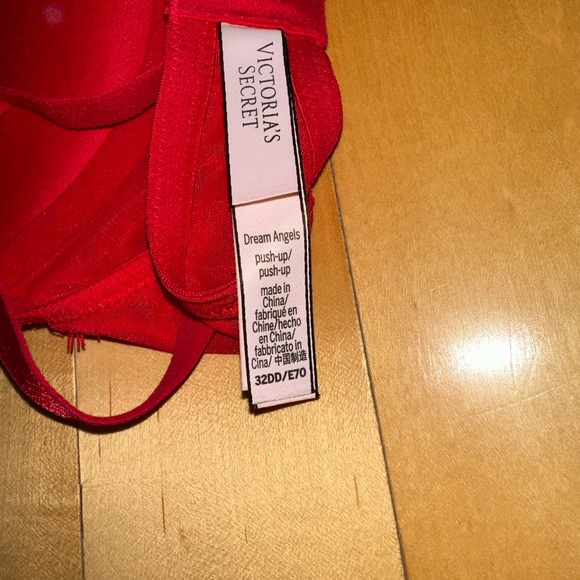 VICTORIA'S
SECRET
Dream Angels
push-up/
push-up
made in
China/
fabriqué en
Chine/hecho
en China/
fabbricato in
Cina/ 中国制造
32DD/E70